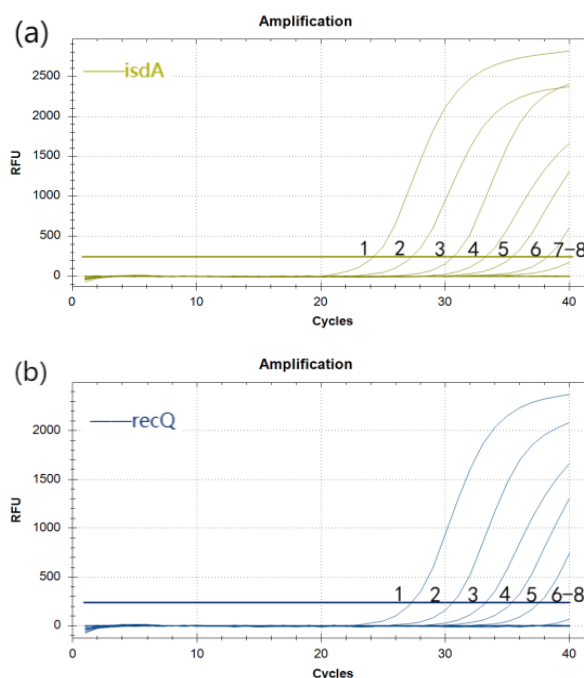 (a)
Amplification
isdA
RFU
2500
2000
1500
1000
500
0
1 2 3 4 5 6 7-8
0 10 20 30 40
Cycles
(b)
Amplification
recQ
RFU
2000
1500
1000
500
0
1 2 3 4 5 6-8
0 10 20 30 40
Cycles